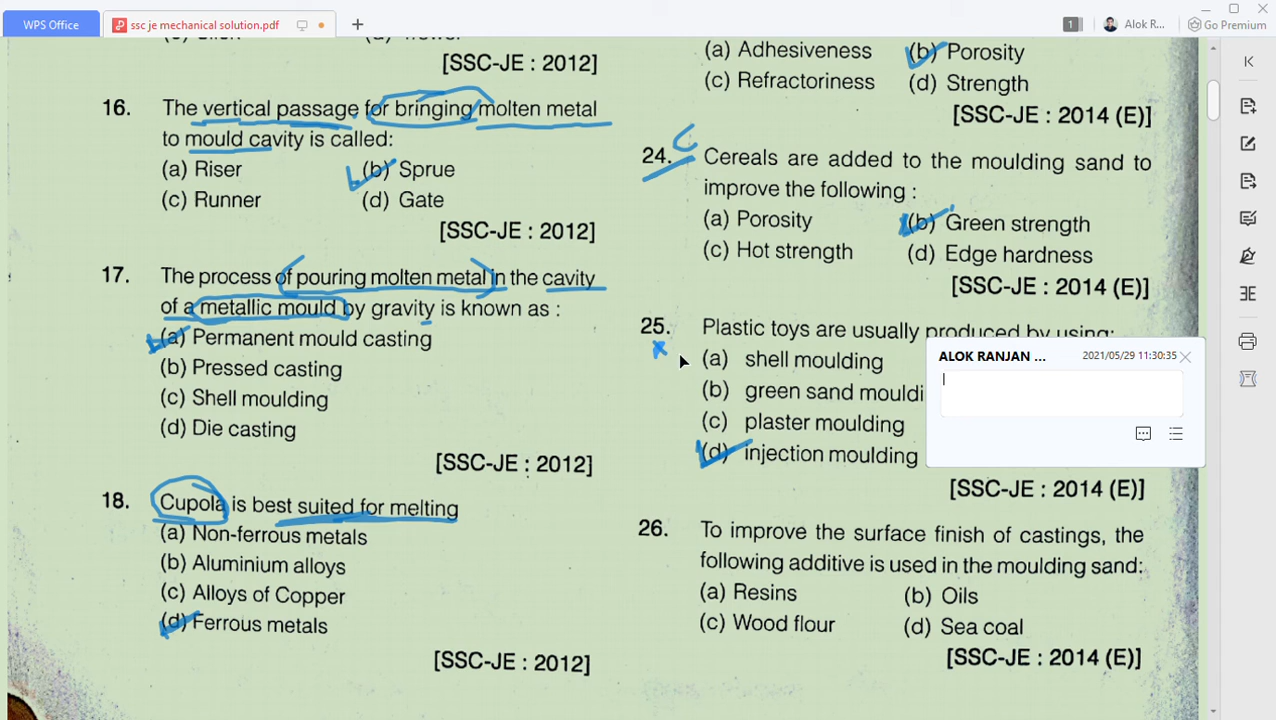 WPS Office
ssc je mechanical solution.pdf
1
Alok R...
Go Premium
[SSC-JE : 2012]
16. The vertical passage for bringing molten metal
to mould cavity is called:
(a) Riser (b) Sprue
(c) Runner (d) Gate
[SSC-JE : 2012]
17. The process of pouring molten metal in the cavity
of a metallic mould by gravity is known as :
(a) Permanent mould casting
(b) Pressed casting
(c) Shell moulding
(d) Die casting
[SSC-JE : 2012]
18. Cupola is best suited for melting
(a) Non-ferrous metals
(b) Aluminium alloys
(c) Alloys of Copper
(d) Ferrous metals
[SSC-JE : 2012]
(a) Adhesiveness (b) Porosity
(c) Refractoriness (d) Strength
[SSC-JE : 2014 (E)]
24. Cereals are added to the moulding sand to
improve the following :
(a) Porosity (b) Green strength
(c) Hot strength (d) Edge hardness
[SSC-JE : 2014 (E)]
25. Plastic toys are usually produced by using:
(a) shell moulding
(b) green sand mouldi
(c) plaster moulding
(d) injection moulding
[SSC-JE : 2014 (E)]
26. To improve the surface finish of castings, the
following additive is used in the moulding sand:
(a) Resins (b) Oils
(c) Wood flour (d) Sea coal
[SSC-JE : 2014 (E)]
ALOK RANJAN ... 2021/05/29 11:30:35